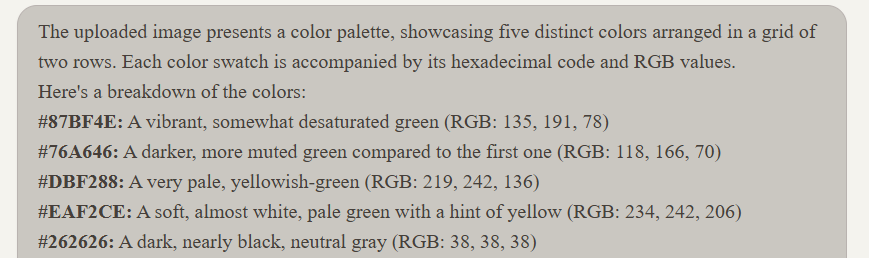 The uploaded image presents a color palette, showcasing five distinct colors arranged in a grid of
two rows. Each color swatch is accompanied by its hexadecimal code and RGB values.
Here's a breakdown of the colors:
#87BF4E: A vibrant, somewhat desaturated green (RGB: 135, 191, 78)
#76A646: A darker, more muted green compared to the first one (RGB: 118, 166, 70)
#DBF288: A very pale, yellowish-green (RGB: 219, 242, 136)
#EAF2CE: A soft, almost white, pale green with a hint of yellow (RGB: 234, 242, 206)
#262626: A dark, nearly black, neutral gray (RGB: 38, 38, 38)